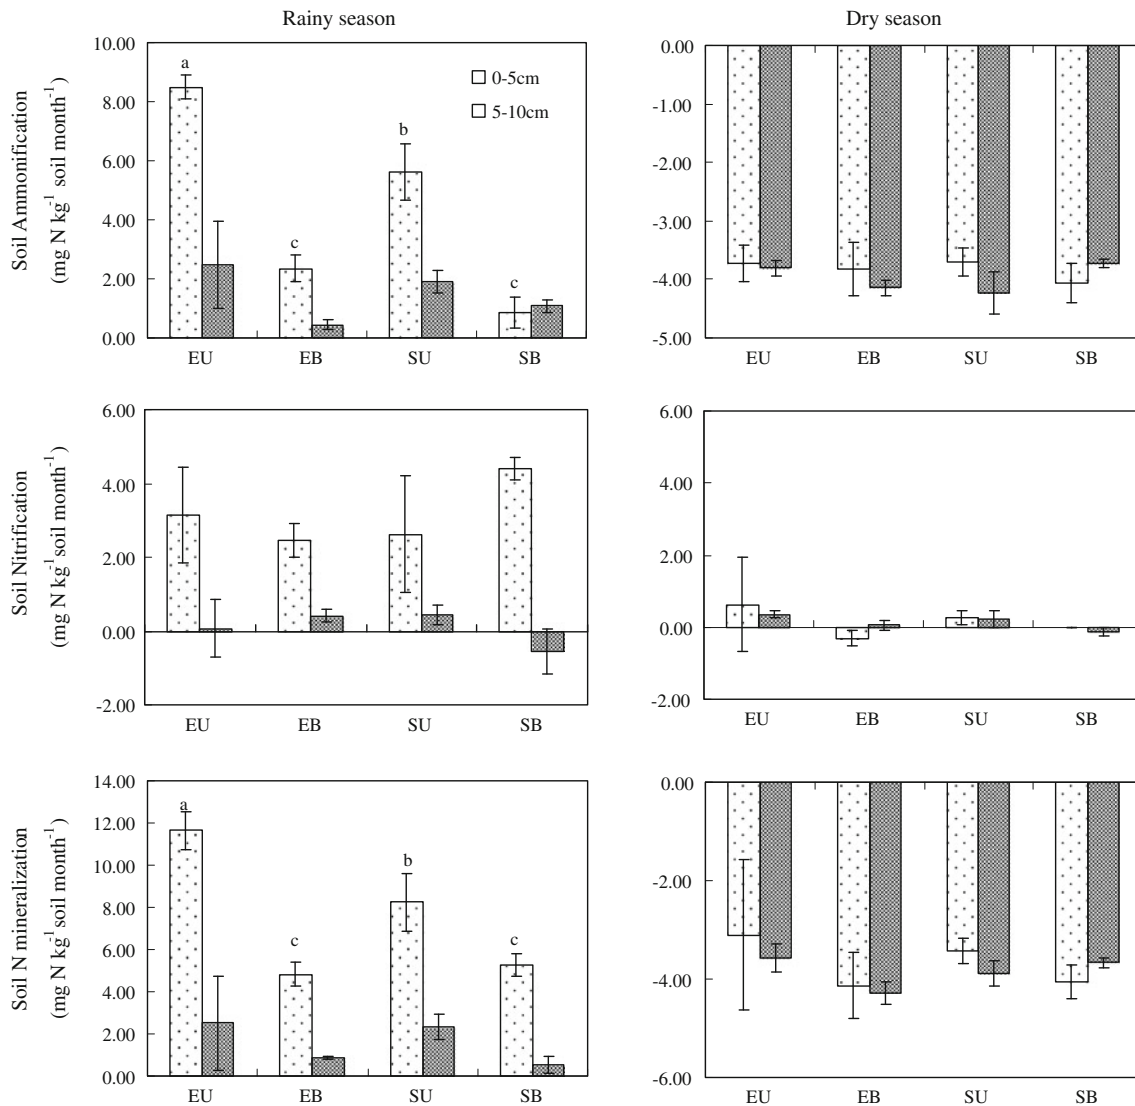 Rainy season
Dry season
Soil Ammonification
(mg N kg⁻¹ soil month⁻¹)
10.00
8.00
6.00
4.00
2.00
0.00
a
c
b
c
0-5cm
5-10cm
EU EB SU SB
0.00
-1.00
-2.00
-3.00
-4.00
-5.00
EU EB SU SB
Soil Nitrification
(mg N kg⁻¹soil month⁻¹)
6.00
4.00
2.00
0.00
-2.00
EU EB SU SB
6.00
4.00
2.00
0.00
-2.00
EU EB SU SB
Soil N mineralization
(mg N kg⁻¹ soil month⁻¹)
14.00
12.00
10.00
8.00
6.00
4.00
2.00
0.00
a
c
b
c
EU EB SU SB
0.00
-2.00
-4.00
-6.00
EU EB SU SB